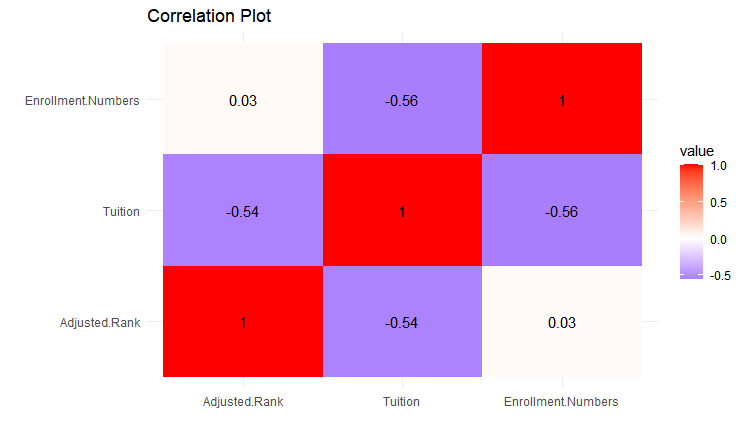 Correlation Plot
Enrollment.Numbers
0.03
-0.56
1
Tuition
-0.54
1
-0.56
Adjusted.Rank
1
-0.54
0.03
Adjusted.Rank
Tuition
Enrollment.Numbers
value
1.0
0.5
0.0
-0.5